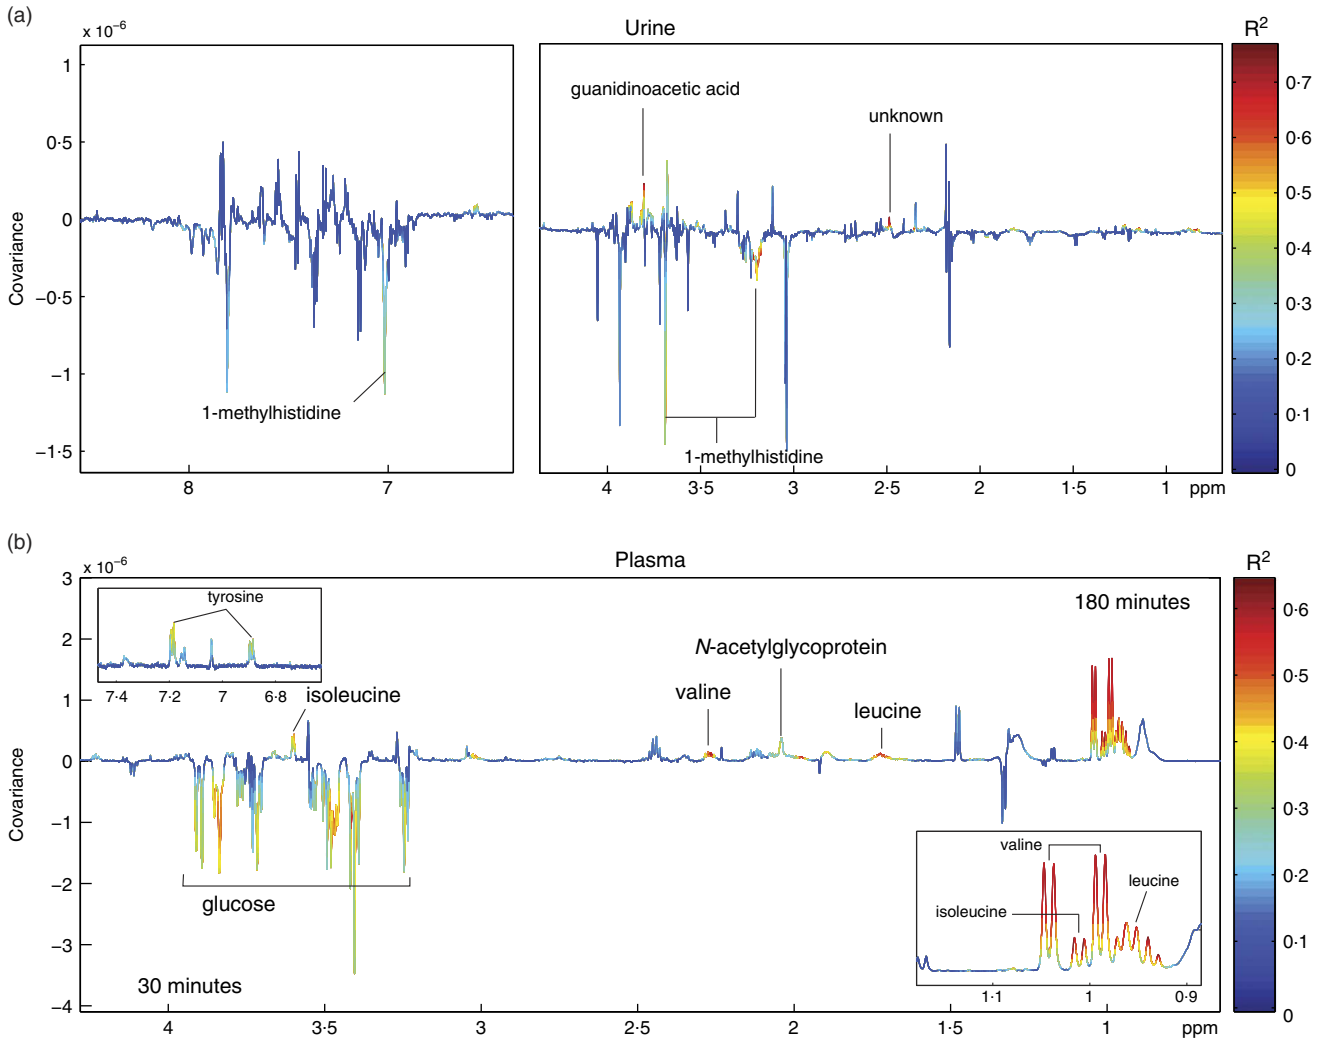 (a)
x 10⁻⁶
Urine
R²
1
0·5
0
−0·5
−1
−1·5
Covariance
8
7
1-methylhistidine
guanidinoacetic acid
unknown
1-methylhistidine
4
3·5
3
2·5
2
1·5
1
ppm
0·7
0·6
0·5
0·4
0·3
0·2
0·1
0
(b)
x 10⁻⁶
Plasma
R²
3
2
1
0
−1
−2
−3
−4
Covariance
tyrosine
7·4
7·2
7
6·8
isoleucine
glucose
30 minutes
valine
N-acetylglycoprotein
leucine
180 minutes
valine
leucine
isoleucine
1·1
1
0·9
4
3·5
3
2·5
2
1·5
1
ppm
0·6
0·5
0·4
0·3
0·2
0·1
0